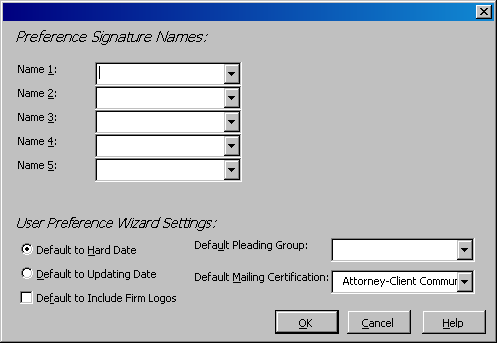 Preference Signature Names:
Name 1:
Name 2:
Name 3:
Name 4:
Name 5:
User Preference Wizard Settings:
Default to Hard Date
Default Pleading Group:
Default to Updating Date
Default Mailing Certification: Attorney-Client Commun
Default to Include Firm Logos
OK Cancel Help